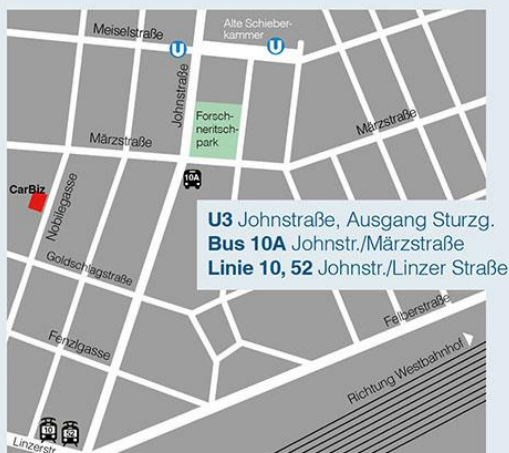 Meiselstraße
U
Alte Schieber-
kammer
U
Johnstraße
Forsch-
neritsch-
park
Märzstraße
Märzstraße
10A
CarBiz
Nobilegasse
U3 Johnstraße, Ausgang Sturzg.
Bus 10A Johnstr./Märzstraße
Linie 10, 52 Johnstr./Linzer Straße
Goldschlagstraße
Felberstraße
Fenzlgasse
Richtung Westbahnhof
10
52
Linzerstr.